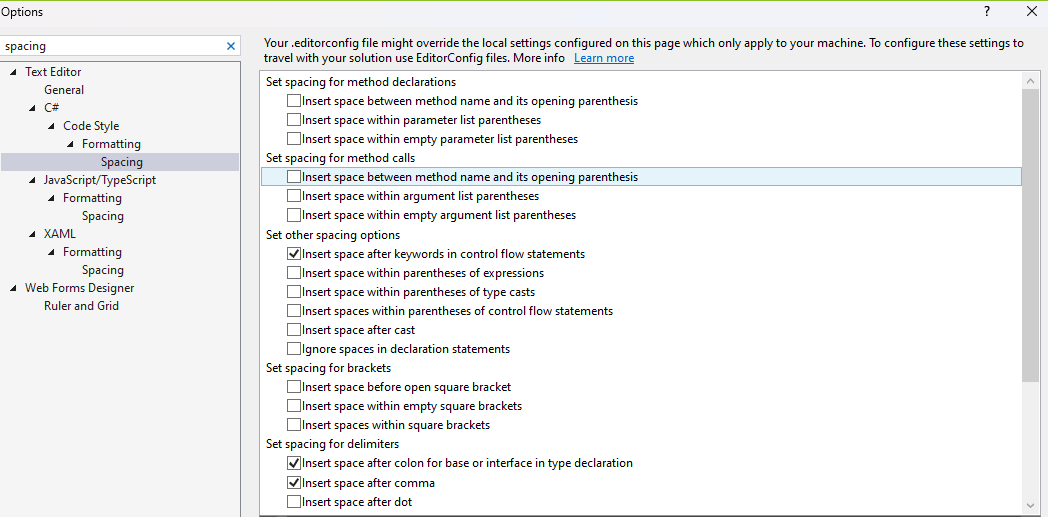 Options
?
spacing
Your .editorconfig file might override the local settings configured on this page which only apply to your machine. To configure these settings to
travel with your solution use EditorConfig files. More info Learn more
Text Editor
General
C#
Code Style
Formatting
Spacing
JavaScript/TypeScript
Formatting
Spacing
XAML
Formatting
Spacing
Web Forms Designer
Ruler and Grid
Set spacing for method declarations
Insert space between method name and its opening parenthesis
Insert space within parameter list parentheses
Insert space within empty parameter list parentheses
Set spacing for method calls
Insert space between method name and its opening parenthesis
Insert space within argument list parentheses
Insert space within empty argument list parentheses
Set other spacing options
Insert space after keywords in control flow statements
Insert space within parentheses of expressions
Insert space within parentheses of type casts
Insert spaces within parentheses of control flow statements
Insert space after cast
Ignore spaces in declaration statements
Set spacing for brackets
Insert space before open square bracket
Insert space within empty square brackets
Insert spaces within square brackets
Set spacing for delimiters
Insert space after colon for base or interface in type declaration
Insert space after comma
Insert space after dot